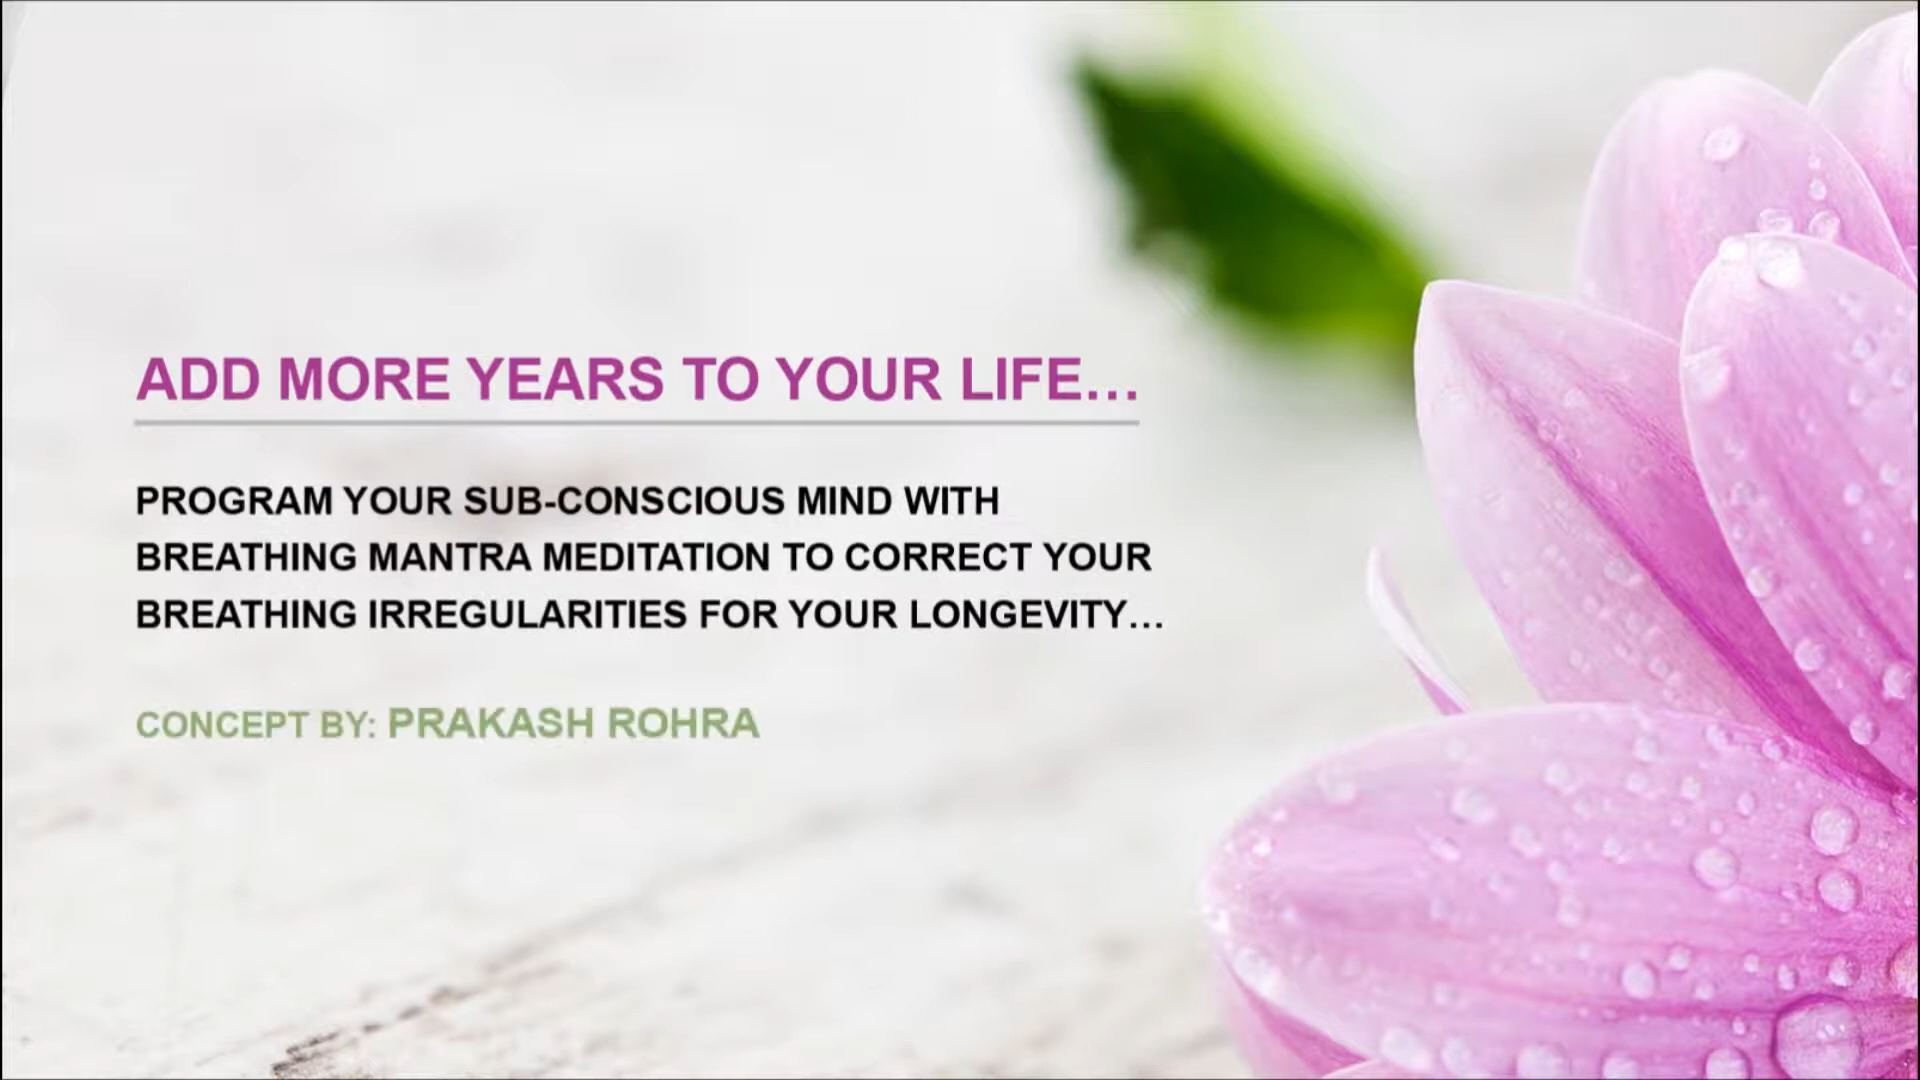 ADD MORE YEARS TO YOUR LIFE...
PROGRAM YOUR SUB-CONSCIOUS MIND WITH
BREATHING MANTRA MEDITATION TO CORRECT YOUR
BREATHING IRREGULARITIES FOR YOUR LONGEVITY...
CONCEPT BY: PRAKASH ROHRA